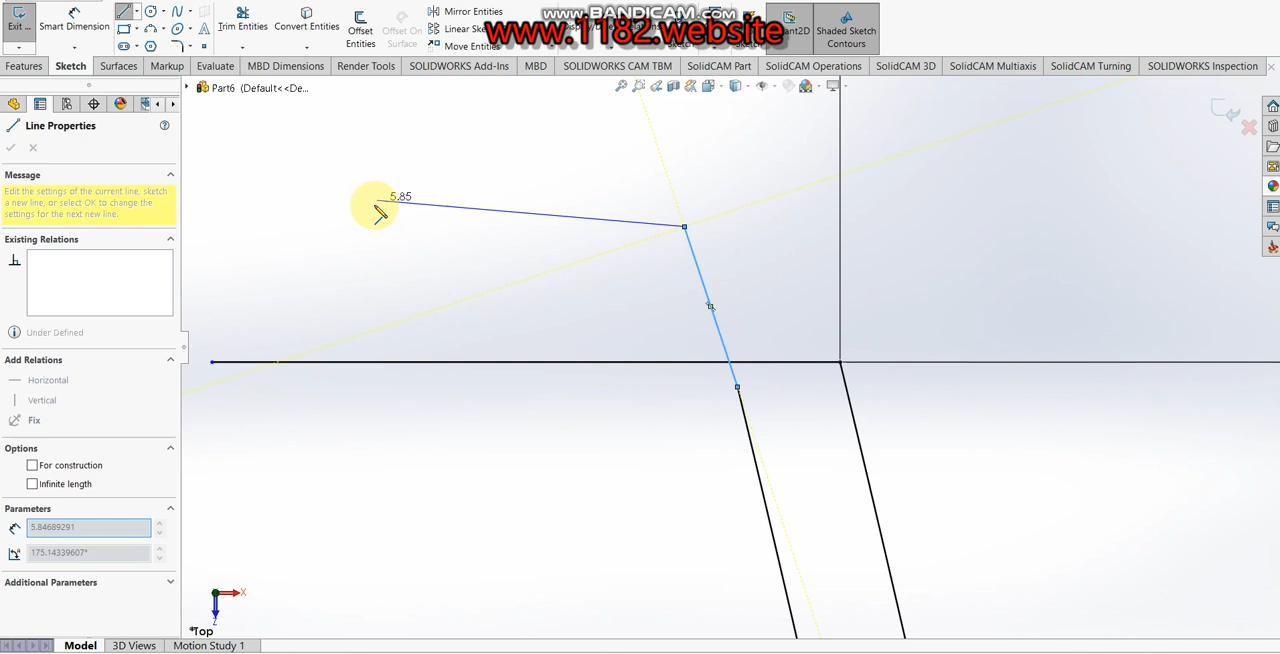 www.BANDICAM.com
www.1182.website
Exit ...
Smart Dimension
Trim Entities
Convert Entities
Offset Entities
Offset On Surface
Mirror Entities
Linear Sk
Move Entities
ant2D
Shaded Sketch Contours
Features
Sketch
Surfaces
Markup
Evaluate
MBD Dimensions
Render Tools
SOLIDWORKS Add-Ins
MBD
SOLIDWORKS CAM TBM
SolidCAM Part
SolidCAM Operations
SolidCAM 3D
SolidCAM Multiaxis
SolidCAM Turning
SOLIDWORKS Inspection
Part6 (Default<<De...
Line Properties
Message
Edit the settings of the current line, sketch
a new line, or select OK to change the
settings for the next new line.
Existing Relations
Under Defined
Add Relations
Horizontal
Vertical
Fix
Options
For construction
Infinite length
Parameters
5.84689291
175.14339607°
Additional Parameters
5.85
X
Z
*Top
Model
3D Views
Motion Study 1